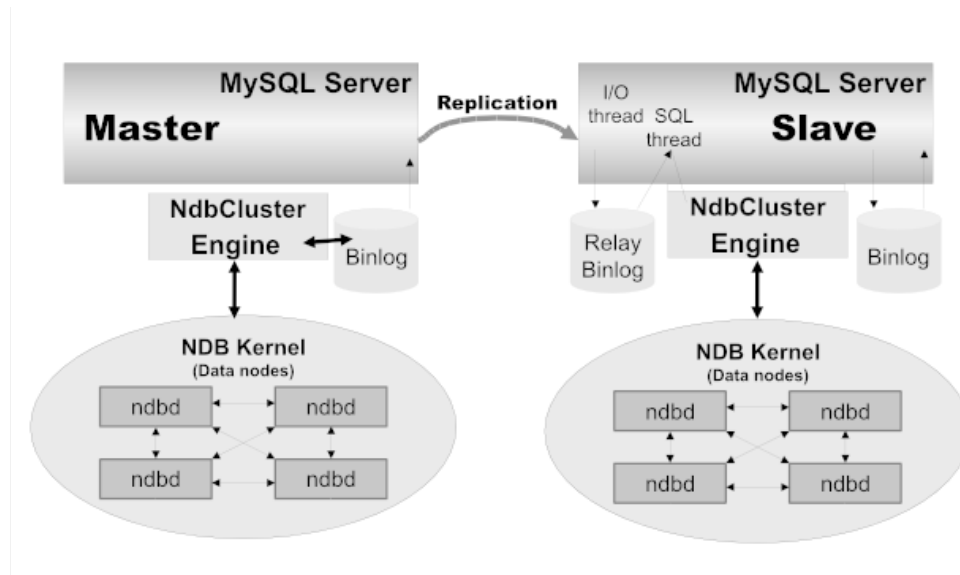 MySQL Server
Master
Replication
MySQL Server
I/O
thread
SQL
thread
Slave
NdbCluster
Engine
Binlog
Relay
Binlog
NdbCluster
Engine
Binlog
NDB Kernel
(Data nodes)
ndbd
ndbd
ndbd
ndbd
NDB Kernel
(Data nodes)
ndbd
ndbd
ndbd
ndbd